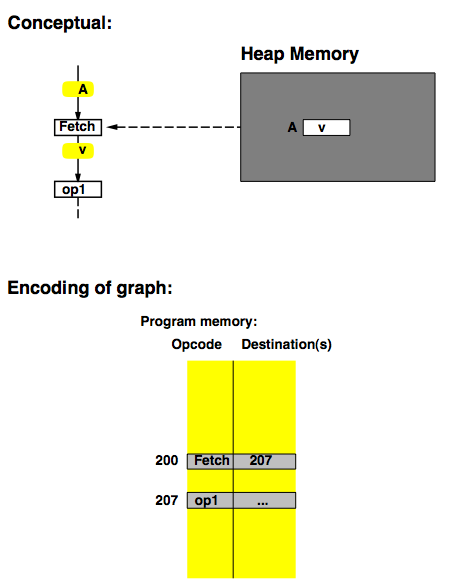 Conceptual:
Heap Memory
A
Fetch
A v
v
op1
Encoding of graph:
Program memory:
Opcode Destination(s)
200 Fetch 207
207 op1 ...